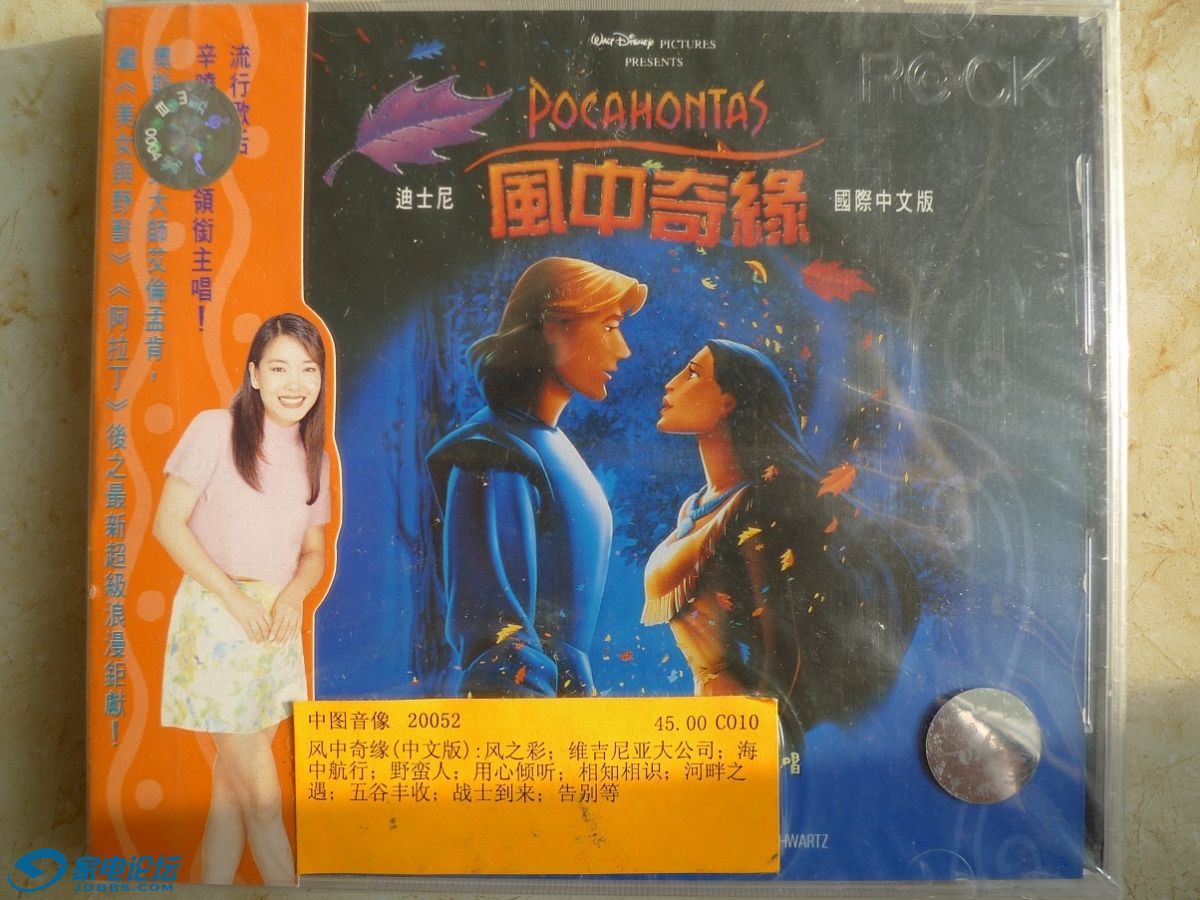 流行歌后
辛曉
領銜主唱!
奧斯
大師艾倫孟肯,
繼《美女與野獸》《阿拉丁》後之最新超級浪漫鉅獻!
WALT DISNEY PICTURES
PRESENTS
POCAHONTAS
迪士尼
風中奇緣
國際中文版
ROCK
唱
HWARTZ
中图音像 20052 45.00 C010
风中奇缘(中文版):风之彩;维吉尼亚大公司;海
中航行;野蛮人;用心倾听;相知相识;河畔之
遇;五谷丰收;战士到来;告别等
家电论坛
JDBBS.COM